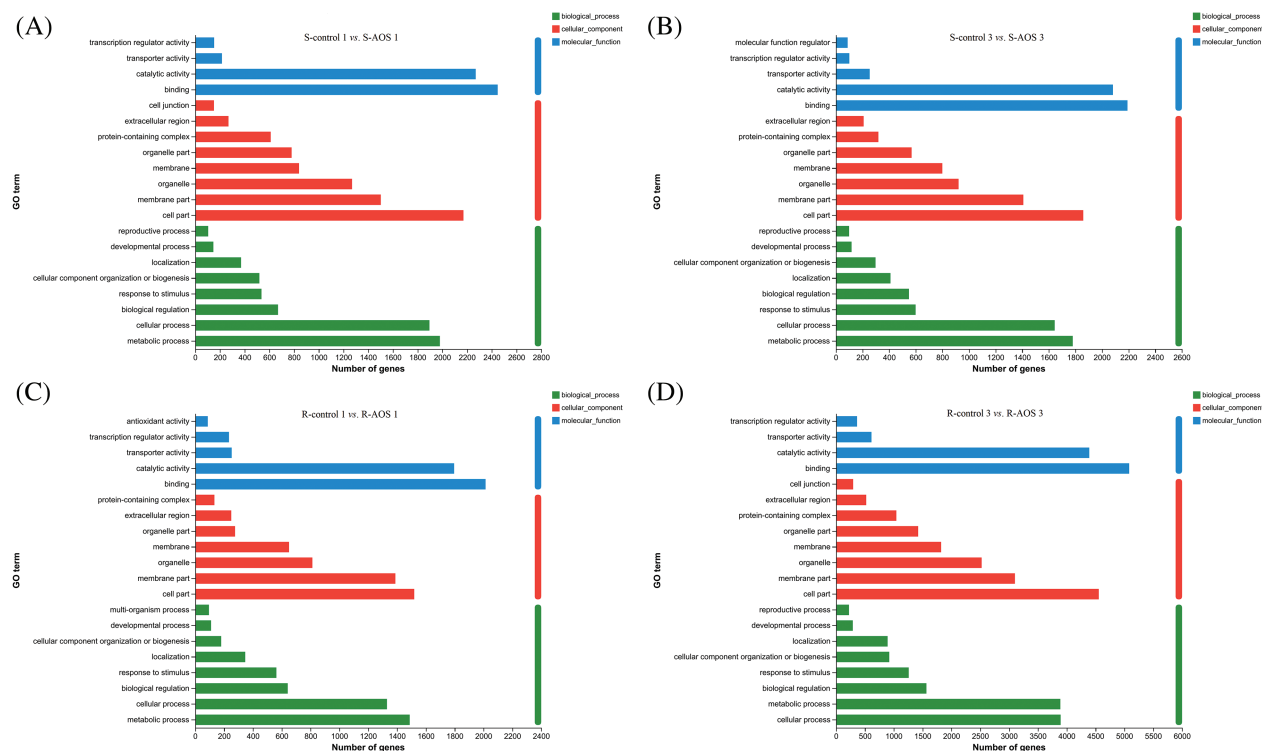 (A)
S-control 1 vs. S-AOS 1
biological_process
cellular_component
molecular_function
GO term
transcription regulator activity
transporter activity
catalytic activity
binding
cell junction
extracellular region
protein-containing complex
organelle part
membrane
organelle
membrane part
cell part
reproductive process
developmental process
localization
cellular component organization or biogenesis
response to stimulus
biological regulation
cellular process
metabolic process
0 200 400 600 800 1000 1200 1400 1600 1800 2000 2200 2400 2600 2800
Number of genes
(B)
S-control 3 vs. S-AOS 3
biological_process
cellular_component
molecular_function
GO term
molecular function regulator
transcription regulator activity
transporter activity
catalytic activity
binding
extracellular region
protein-containing complex
organelle part
membrane
organelle
membrane part
cell part
reproductive process
developmental process
cellular component organization or biogenesis
localization
biological regulation
response to stimulus
cellular process
metabolic process
0 200 400 600 800 1000 1200 1400 1600 1800 2000 2200 2400 2600
Number of genes
(C)
R-control 1 vs. R-AOS 1
biological_process
cellular_component
molecular_function
GO term
antioxidant activity
transcription regulator activity
transporter activity
catalytic activity
binding
protein-containing complex
extracellular region
organelle part
membrane
organelle
membrane part
cell part
multi-organism process
developmental process
cellular component organization or biogenesis
localization
response to stimulus
biological regulation
cellular process
metabolic process
0 200 400 600 800 1000 1200 1400 1600 1800 2000 2200 2400
Number of genes
(D)
R-control 3 vs. R-AOS 3
biological_process
cellular_component
molecular_function
GO term
transcription regulator activity
transporter activity
catalytic activity
binding
cell junction
extracellular region
protein-containing complex
organelle part
membrane
organelle
membrane part
cell part
reproductive process
developmental process
localization
cellular component organization or biogenesis
response to stimulus
biological regulation
metabolic process
cellular process
0 500 1000 1500 2000 2500 3000 3500 4000 4500 5000 5500 6000
Number of genes